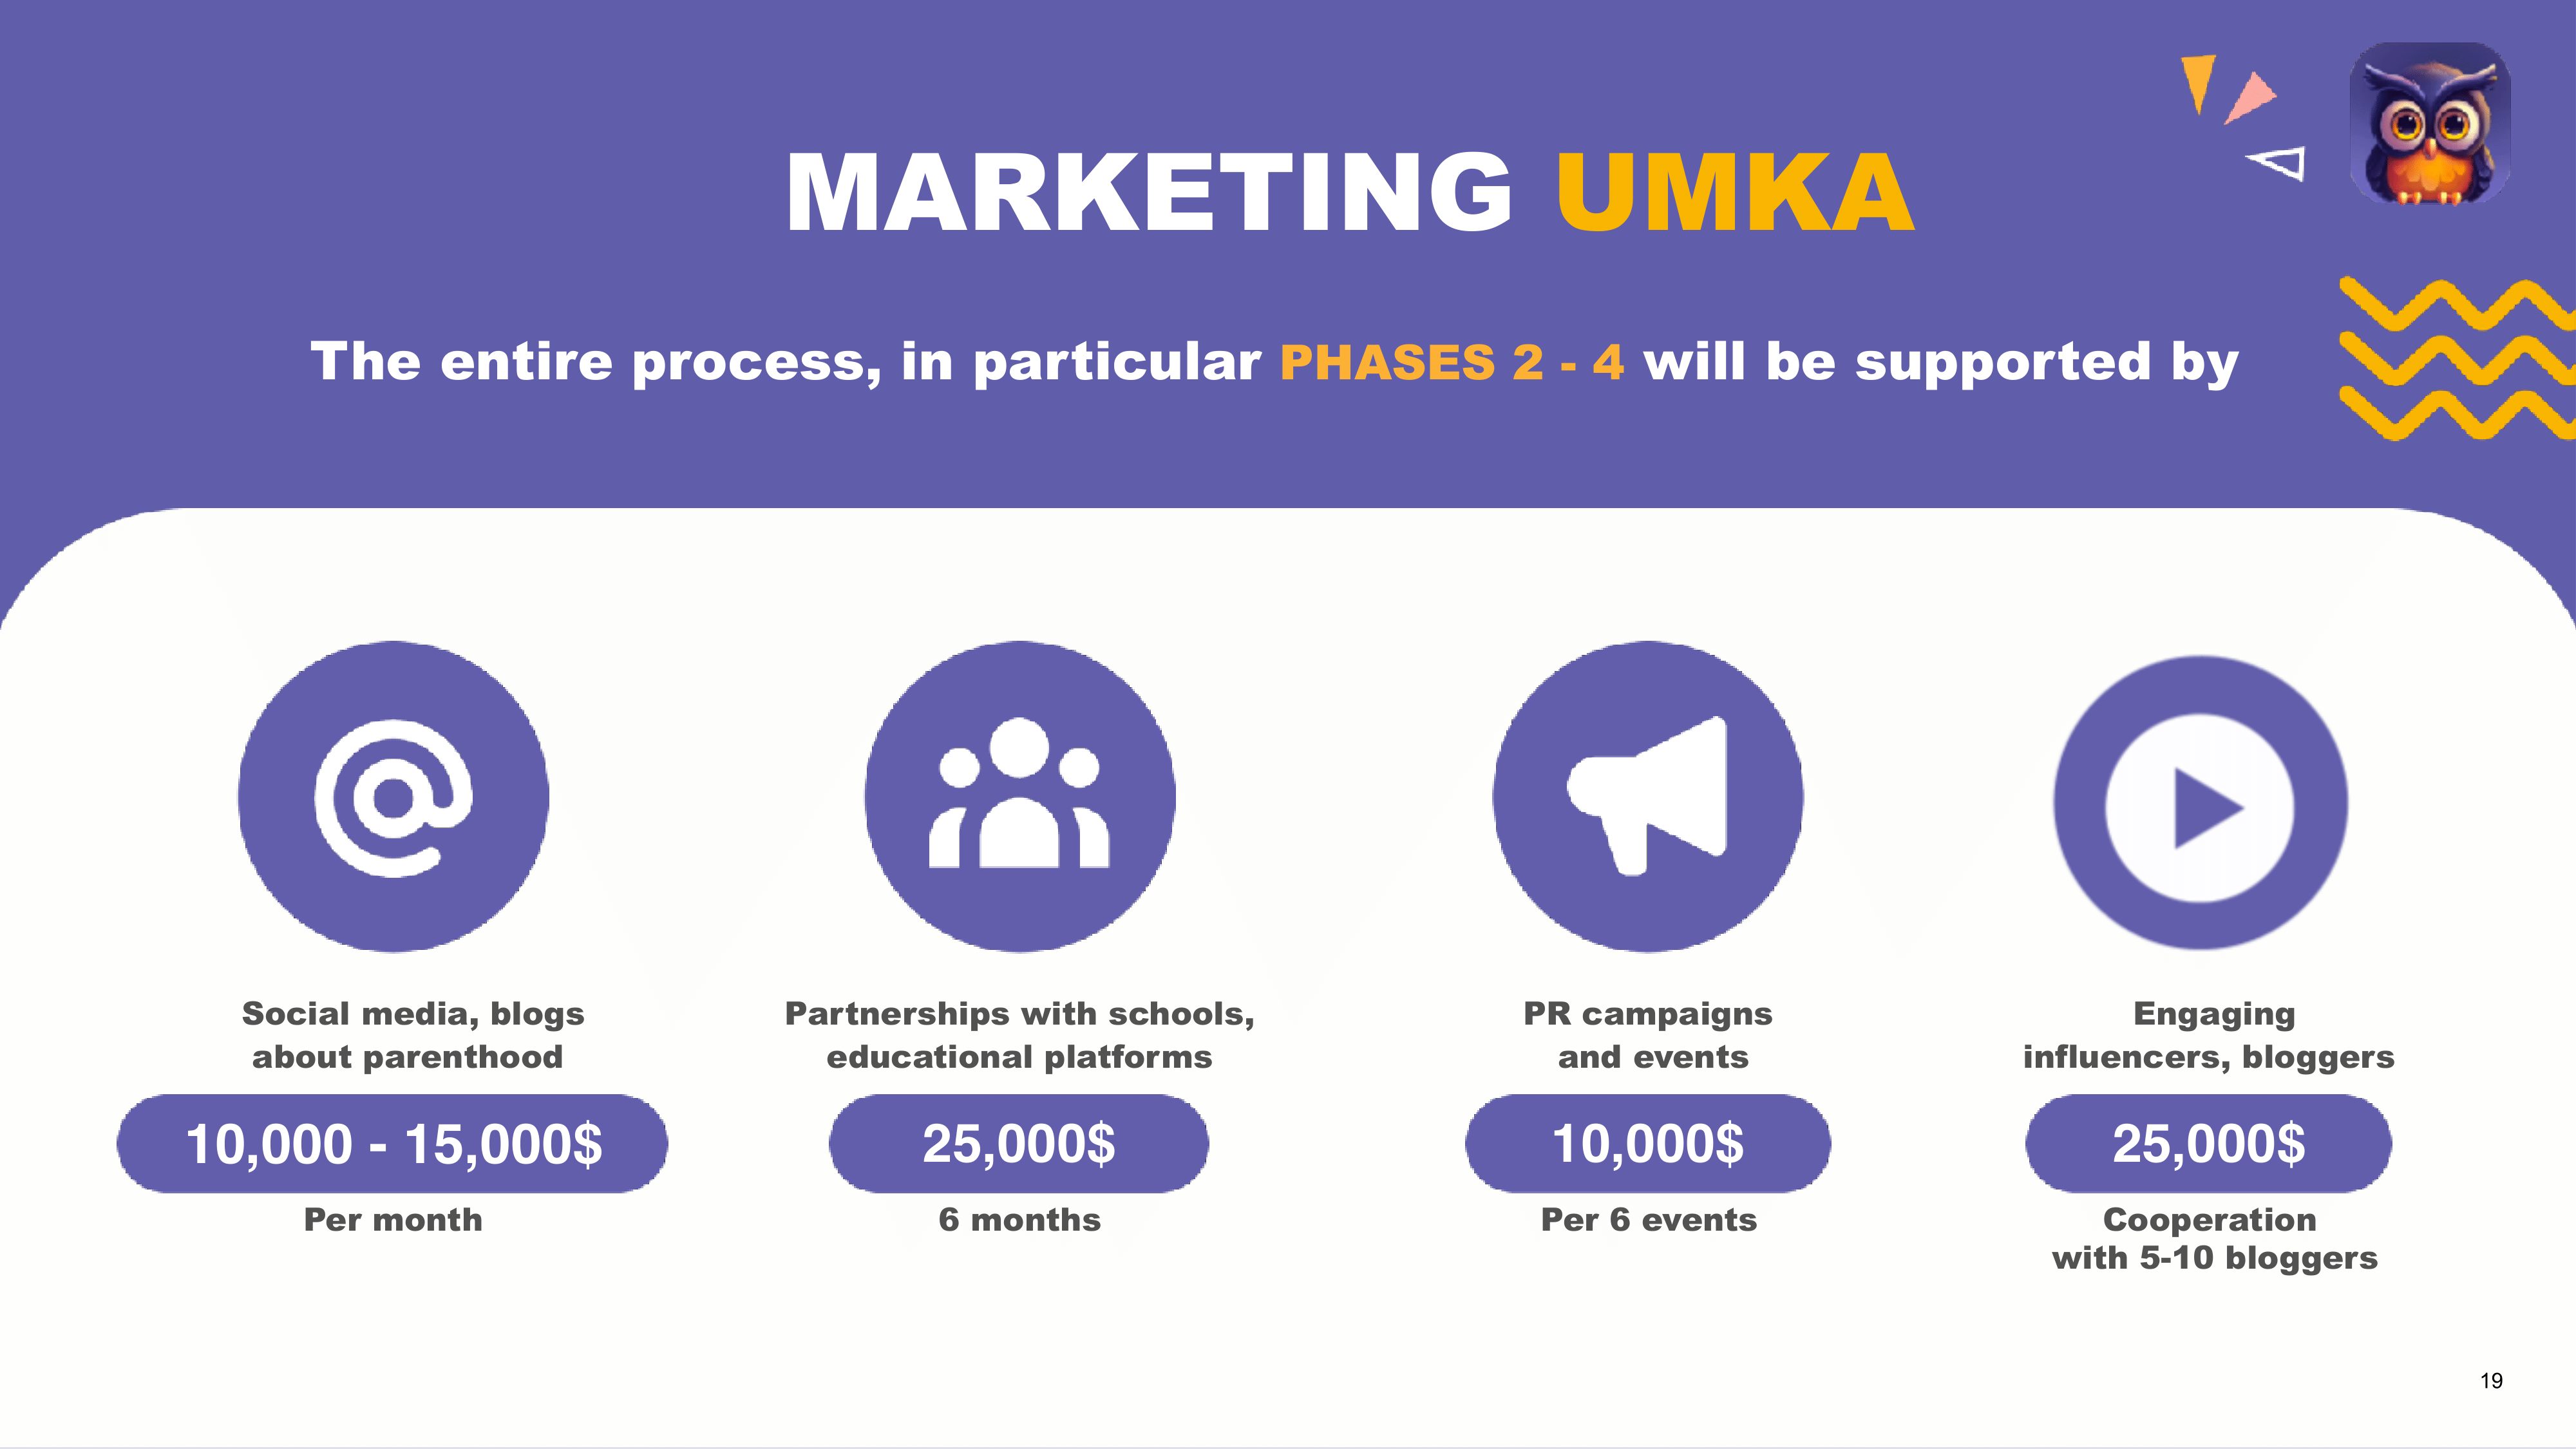 MARKETING UMKA
The entire process, in particular PHASES 2 - 4 will be supported by
Social media, blogs
about parenthood
10,000 - 15,000$
Per month
Partnerships with schools,
educational platforms
25,000$
6 months
PR campaigns
and events
10,000$
Per 6 events
Engaging
influencers, bloggers
25,000$
Cooperation
with 5-10 bloggers
19